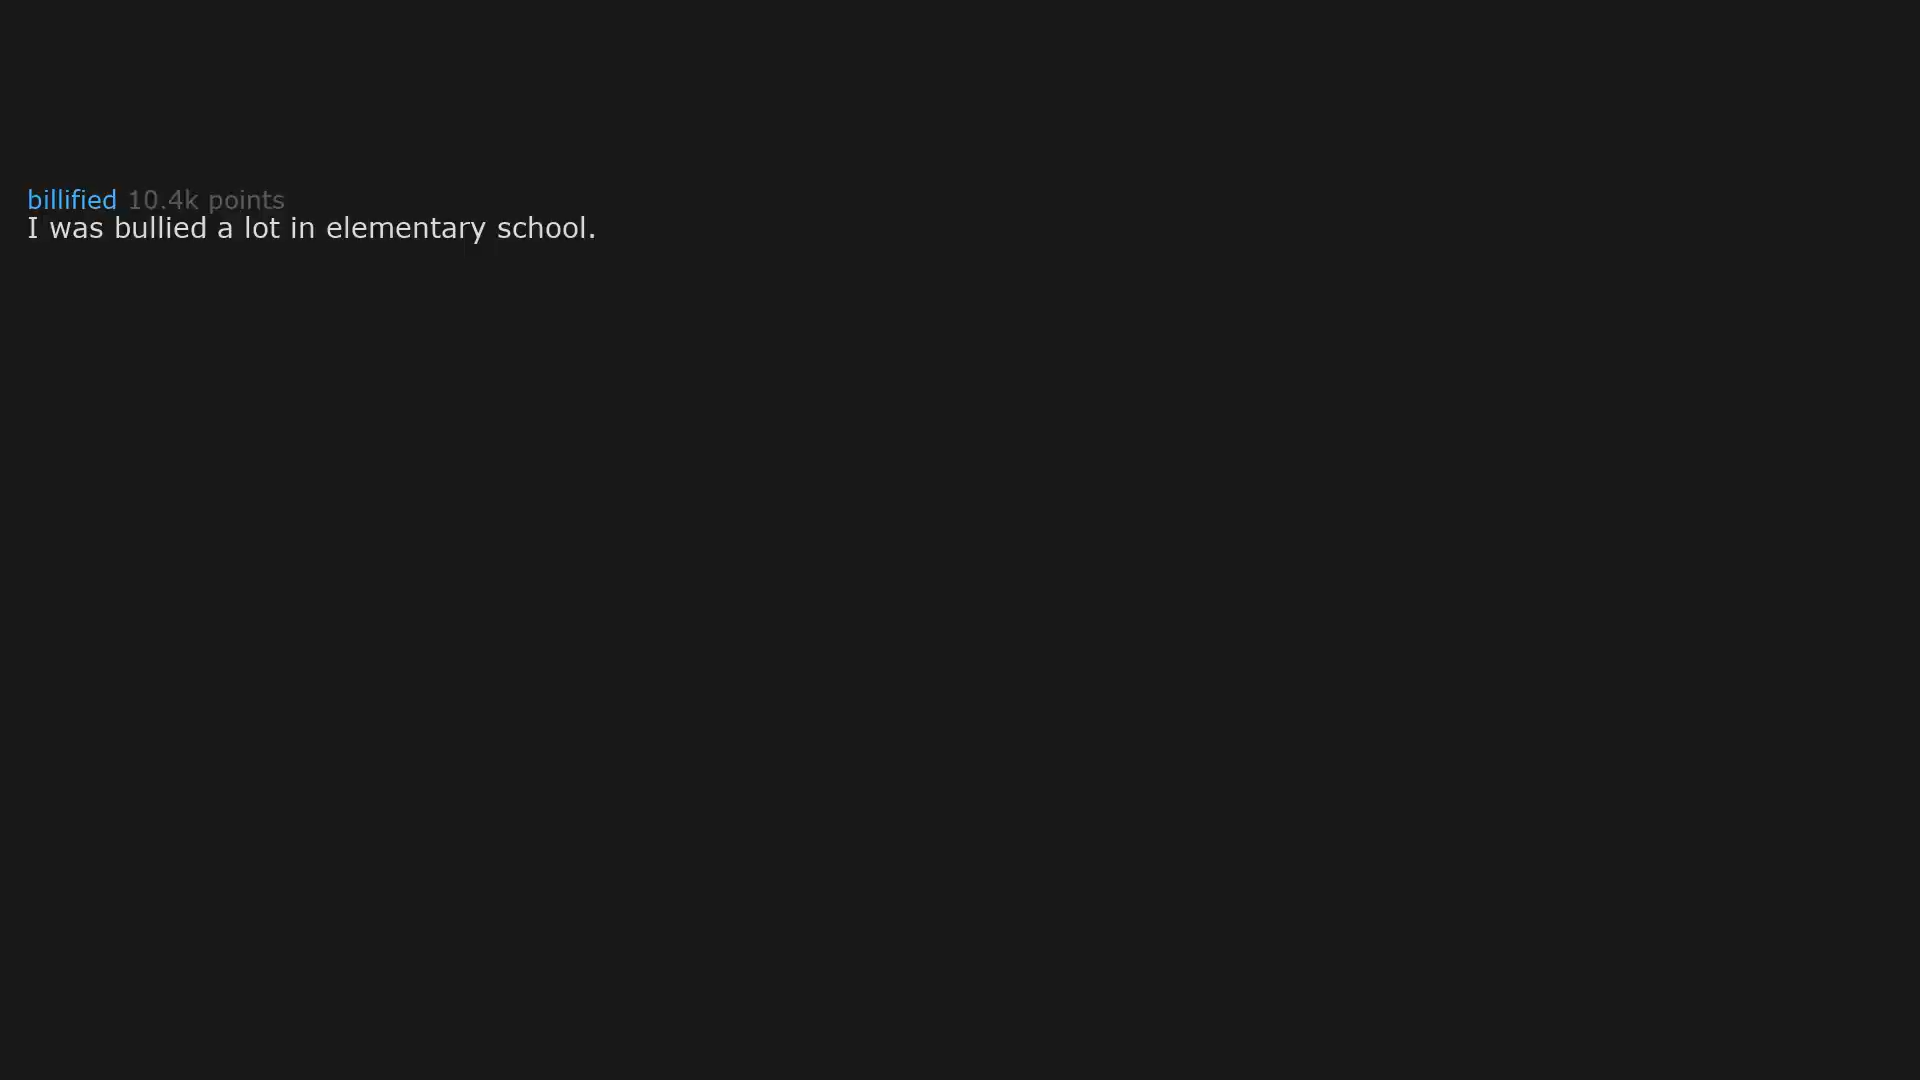 billified 10.4k points
I was bullied a lot in elementary school.